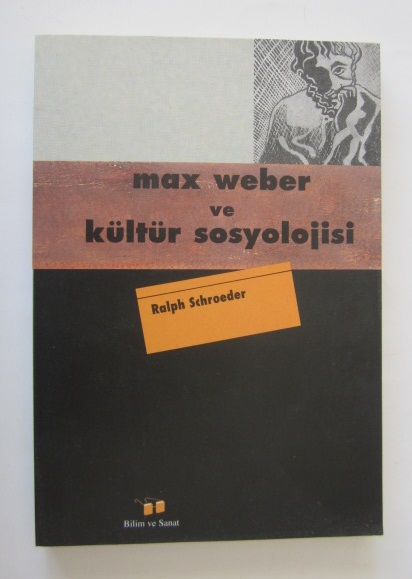 max weber
ve
kültür sosyolojisi
Ralph Schroeder
Bilim ve Sanat